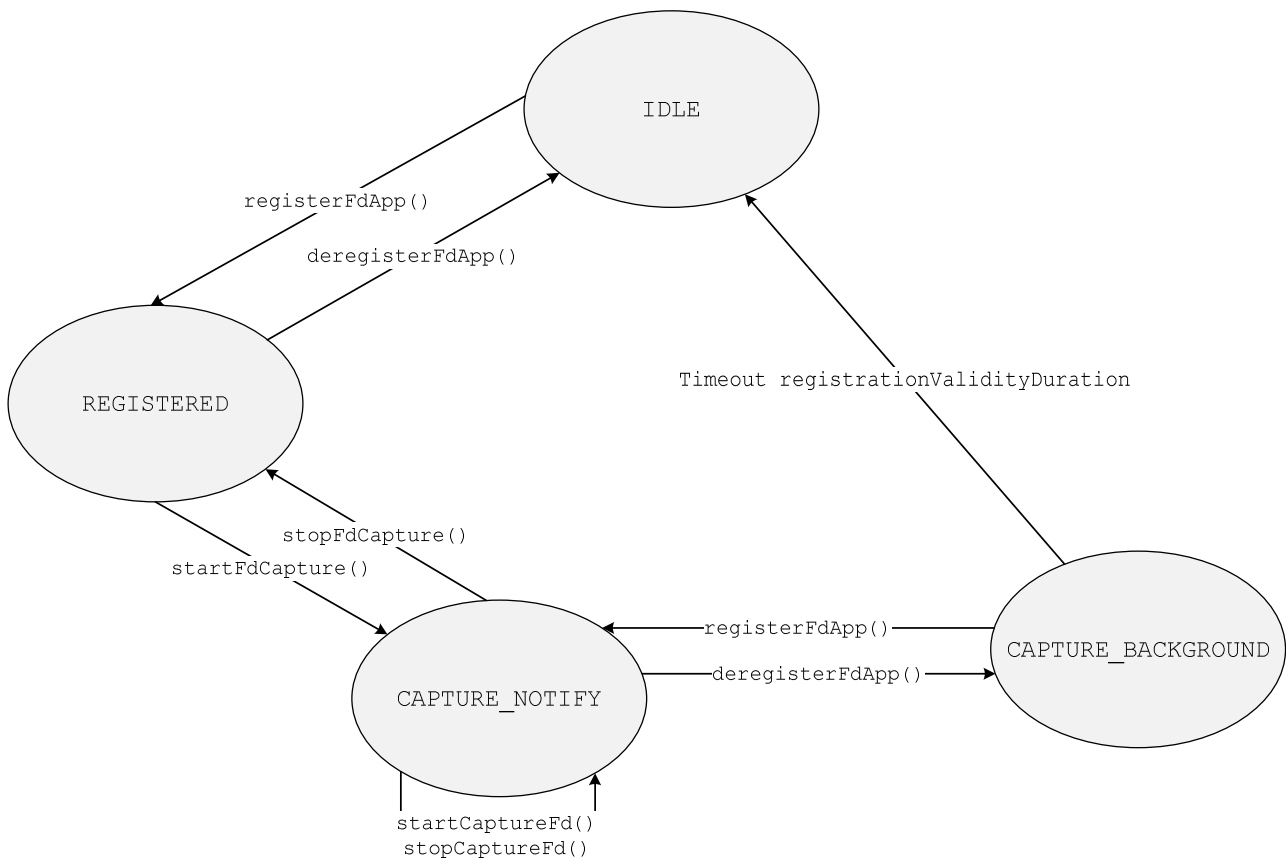 IDLE
registerFdApp()
deregisterFdApp()
Timeout registrationValidityDuration
REGISTERED
stopFdCapture()
startFdCapture()
registerFdApp()
CAPTURE_BACKGROUND
deregisterFdApp()
CAPTURE_NOTIFY
startCaptureFd()
stopCaptureFd()